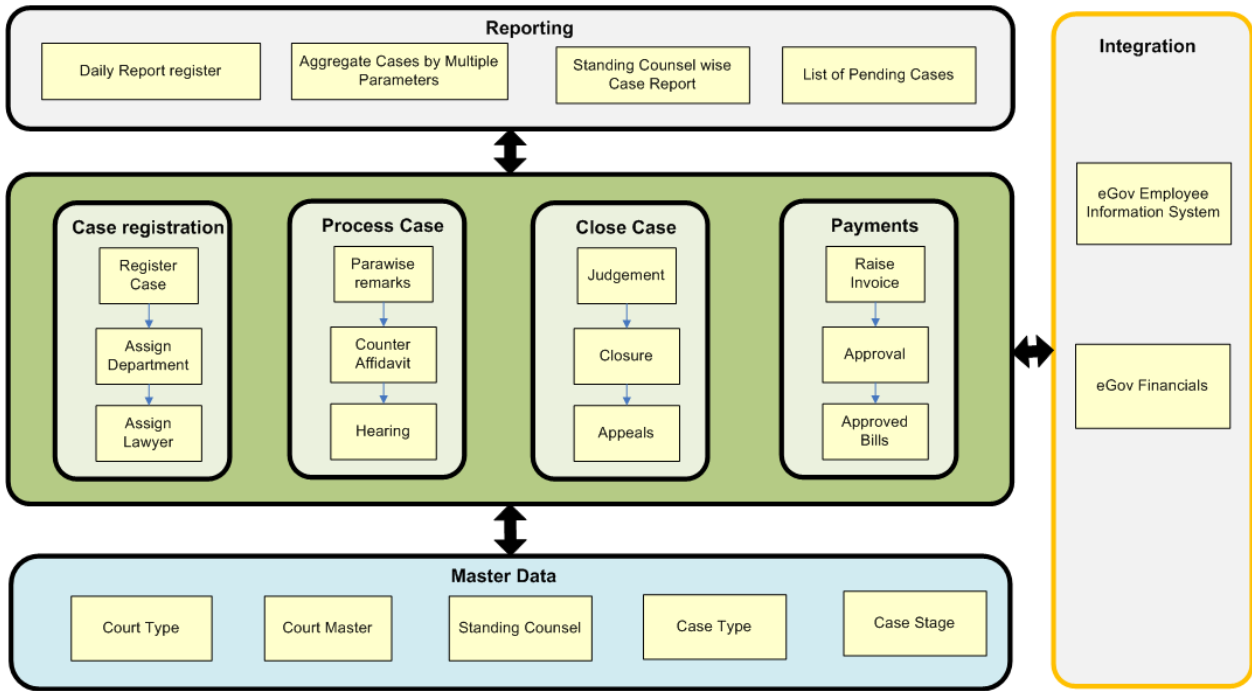 Reporting
Daily Report register
Aggregate Cases by Multiple
Parameters
Standing Counsel wise
Case Report
List of Pending Cases
Integration
eGov Employee
Information System
eGov Financials
Case registration
Register
Case
Assign
Department
Assign
Lawyer
Process Case
Parawise
remarks
Counter
Affidavit
Hearing
Close Case
Judgement
Closure
Appeals
Payments
Raise
Invoice
Approval
Approved
Bills
Master Data
Court Type
Court Master
Standing Counsel
Case Type
Case Stage